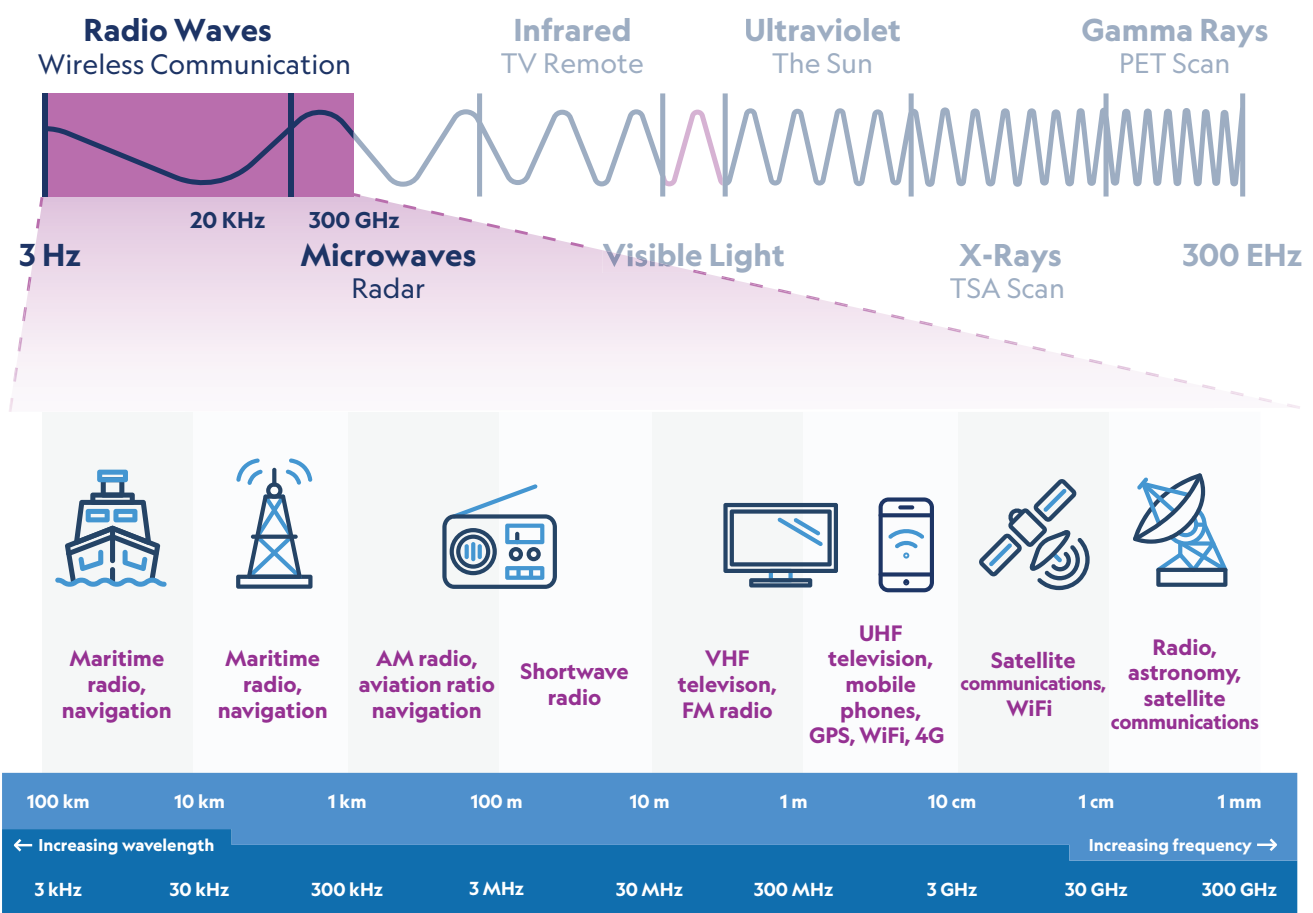 Radio Waves
Wireless Communication
Infrared
TV Remote
Ultraviolet
The Sun
Gamma Rays
PET Scan
20 KHz
300 GHz
3 Hz
Microwaves
Radar
Visible Light
X-Rays
TSA Scan
300 EHz
Maritime
radio,
navigation
Maritime
radio,
navigation
AM radio,
aviation ratio
navigation
Shortwave
radio
VHF
televison,
FM radio
UHF
television,
mobile
phones,
GPS, WiFi, 4G
Satellite
communications,
WiFi
Radio,
astronomy,
satellite
communications
100 km
10 km
1 km
100 m
10 m
1 m
10 cm
1 cm
1 mm
← Increasing wavelength
Increasing frequency →
3 kHz
30 kHz
300 kHz
3 MHz
30 MHz
300 MHz
3 GHz
30 GHz
300 GHz